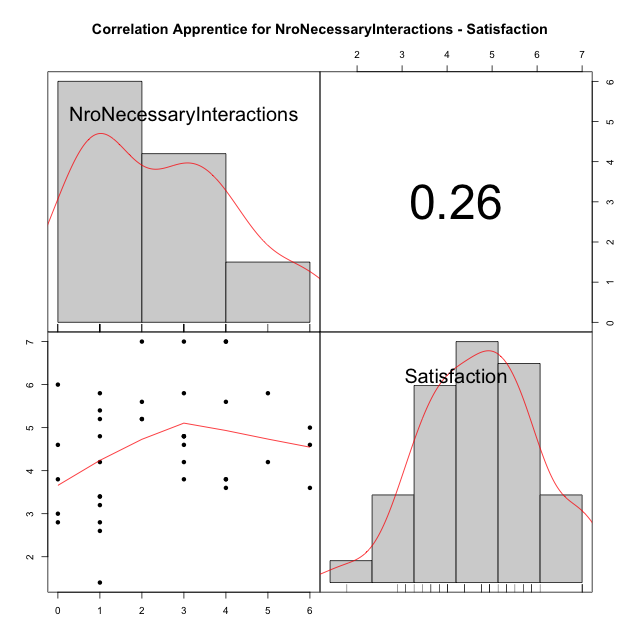 Correlation Apprentice for NroNecessaryInteractions - Satisfaction
2 3 4 5 6 7
NroNecessaryInteractions
0.26
6
5
4
3
2
1
0
7
6
5
4
3
2
Satisfaction
0 1 2 3 4 5 6